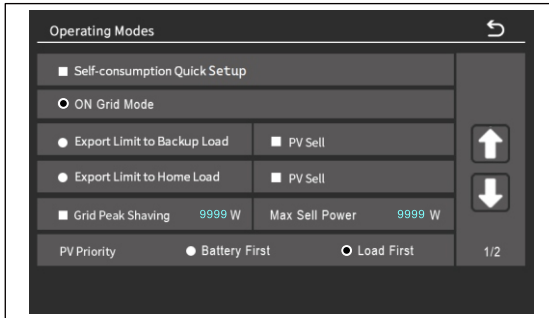 Operating Modes
Self-consumption Quick Setup
ON Grid Mode
Export Limit to Backup Load PV Sell
Export Limit to Home Load PV Sell
Grid Peak Shaving 9999 W Max Sell Power 9999 W
PV Priority Battery First Load First 1/2